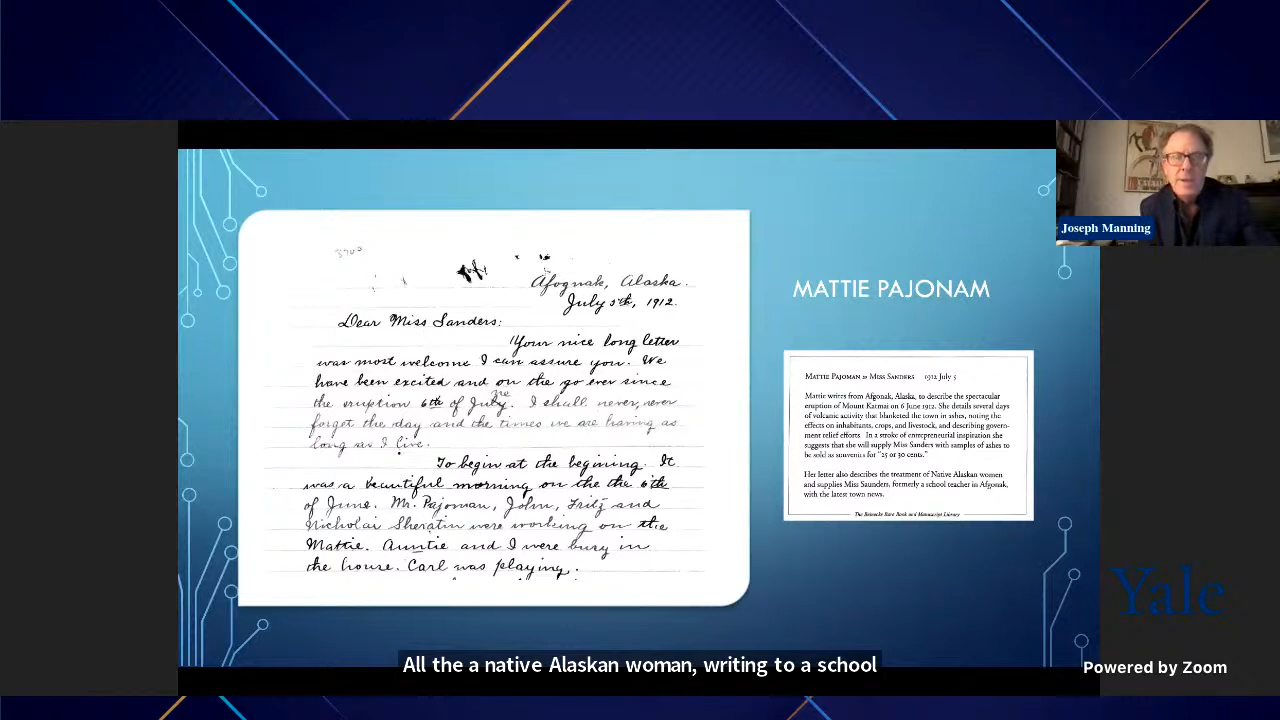 3702
Afognak, Alaska.
July 5th, 1912.
Dear Miss Sanders:
Your nice long letter
was most welcome I can assure you. We
have been excited and on the go ever since
the eruption 6th of July. I shall never, never
forget the day and the times we are having as
long as I live.
To begin at the begining. It
was a beautiful morning on the the 6th
of June. Mr. Pajoman, John, Fritz and
Nicholai Sheratin were working on the
Mattie. Auntie and I were busy in
the house. Carl was playing
MATTIE PAJONAM
MATTIE PAJOMAN to MISS SANDERS 1912 July 5
Mattie writes from Afgonak, Alaska, to describe the spectacular
eruption of Mount Katmai on 6 June 1912. She details several days
of volcanic activity that blanketed the town in ashes, noting the
effects on inhabitants, crops, and livestock, and describing govern-
ment relief efforts. In a stroke of entrepreneurial inspiration she
suggests that she will supply Miss Sanders with samples of ashes to
be sold as souvenirs for "25 or 30 cents."
Her letter also describes the treatment of Native Alaskan women
and supplies Miss Saunders, formerly a school teacher in Afgonak,
with the latest town news.
The Beinecke Rare Book and Manuscript Library
Joseph Manning
Yale
All the a native Alaskan woman, writing to a school
Powered by Zoom